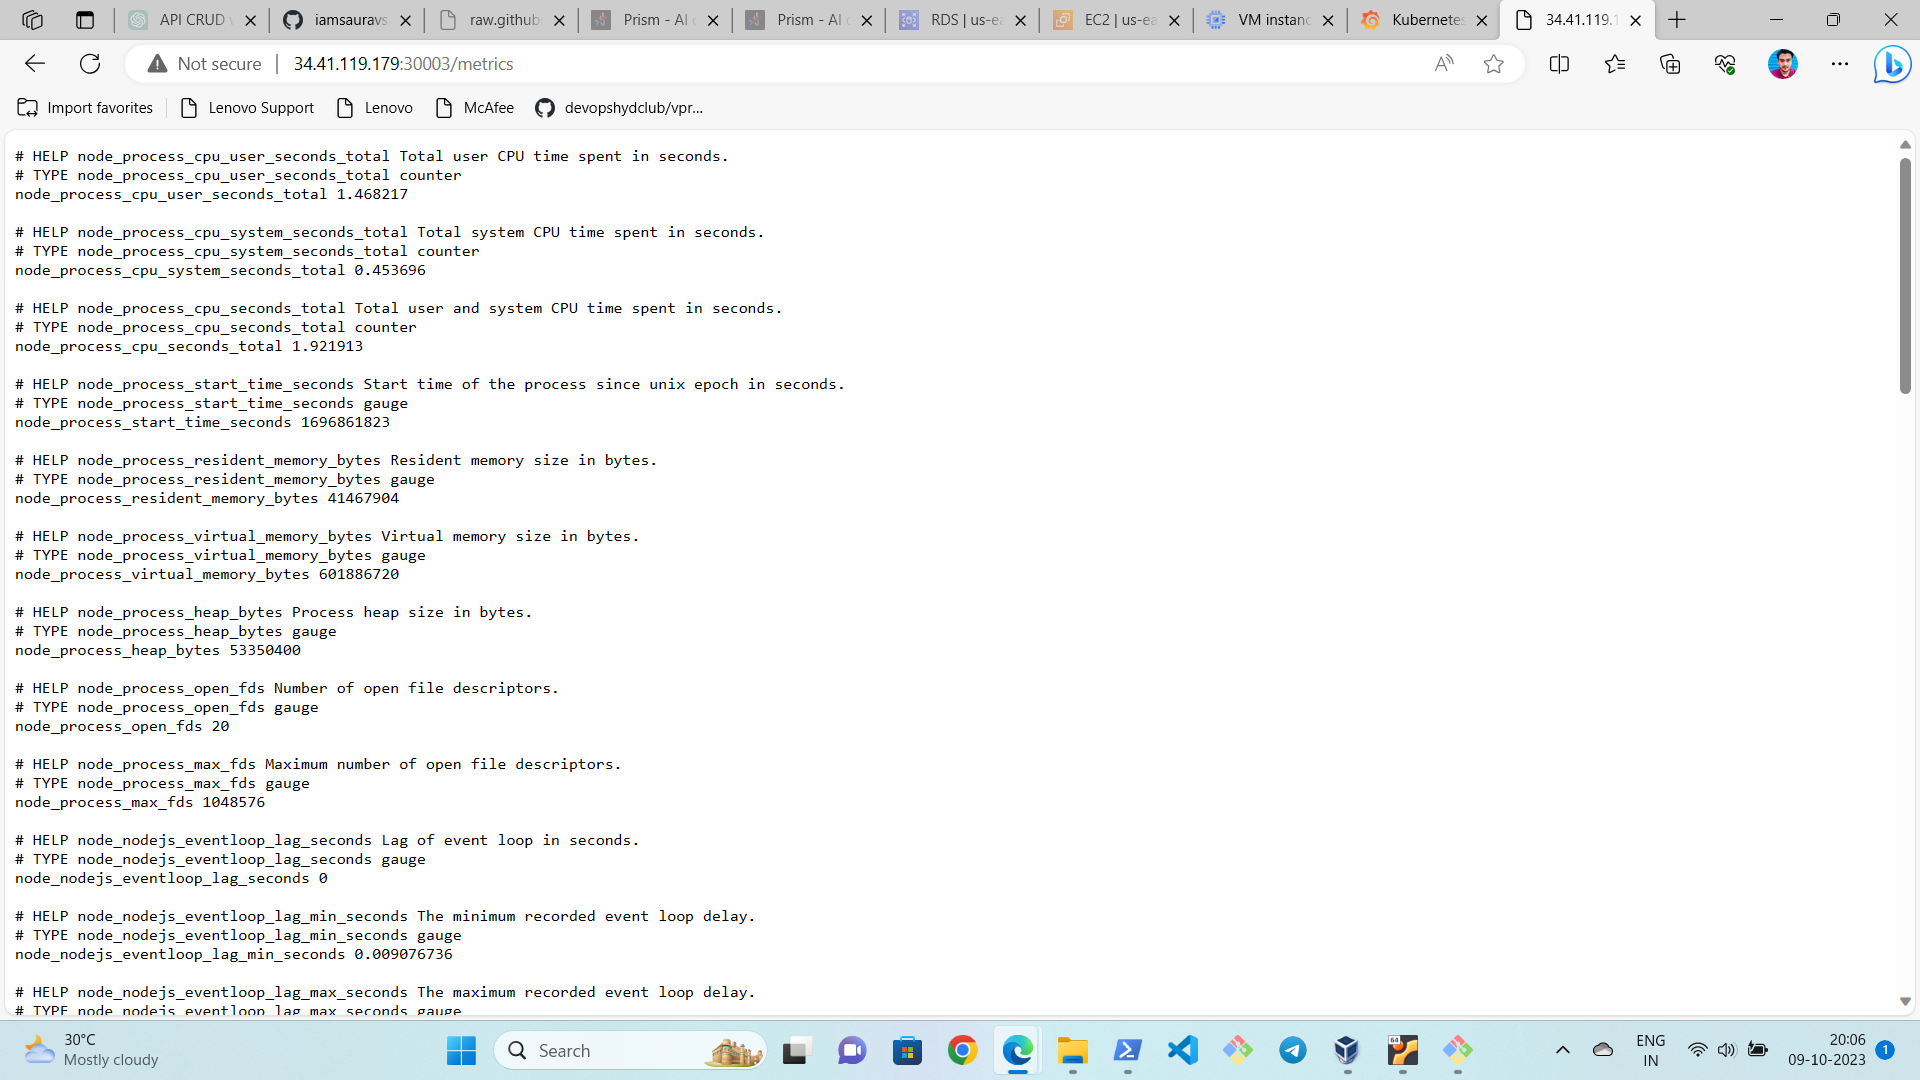 API CRUD
iamsauravs
raw.github
Prism - AI
Prism - AI
RDS | us-ea
EC2 | us-ea
VM instanc
Kubernetes
34.41.119.1
Not secure
34.41.119.179:30003/metrics
Import favorites
Lenovo Support
Lenovo
McAfee
devopshydclub/vpr...
# HELP node_process_cpu_user_seconds_total Total user CPU time spent in seconds.
# TYPE node_process_cpu_user_seconds_total counter
node_process_cpu_user_seconds_total 1.468217
# HELP node_process_cpu_system_seconds_total Total system CPU time spent in seconds.
# TYPE node_process_cpu_system_seconds_total counter
node_process_cpu_system_seconds_total 0.453696
# HELP node_process_cpu_seconds_total Total user and system CPU time spent in seconds.
# TYPE node_process_cpu_seconds_total counter
node_process_cpu_seconds_total 1.921913
# HELP node_process_start_time_seconds Start time of the process since unix epoch in seconds.
# TYPE node_process_start_time_seconds gauge
node_process_start_time_seconds 1696861823
# HELP node_process_resident_memory_bytes Resident memory size in bytes.
# TYPE node_process_resident_memory_bytes gauge
node_process_resident_memory_bytes 41467904
# HELP node_process_virtual_memory_bytes Virtual memory size in bytes.
# TYPE node_process_virtual_memory_bytes gauge
node_process_virtual_memory_bytes 601886720
# HELP node_process_heap_bytes Process heap size in bytes.
# TYPE node_process_heap_bytes gauge
node_process_heap_bytes 53350400
# HELP node_process_open_fds Number of open file descriptors.
# TYPE node_process_open_fds gauge
node_process_open_fds 20
# HELP node_process_max_fds Maximum number of open file descriptors.
# TYPE node_process_max_fds gauge
node_process_max_fds 1048576
# HELP node_nodejs_eventloop_lag_seconds Lag of event loop in seconds.
# TYPE node_nodejs_eventloop_lag_seconds gauge
node_nodejs_eventloop_lag_seconds 0
# HELP node_nodejs_eventloop_lag_min_seconds The minimum recorded event loop delay.
# TYPE node_nodejs_eventloop_lag_min_seconds gauge
node_nodejs_eventloop_lag_min_seconds 0.009076736
# HELP node_nodejs_eventloop_lag_max_seconds The maximum recorded event loop delay.
# TYPE node_nodejs_eventloop_lag_max_seconds gauge
30°C
Mostly cloudy
Search
64
ENG
IN
20:06
09-10-2023
1